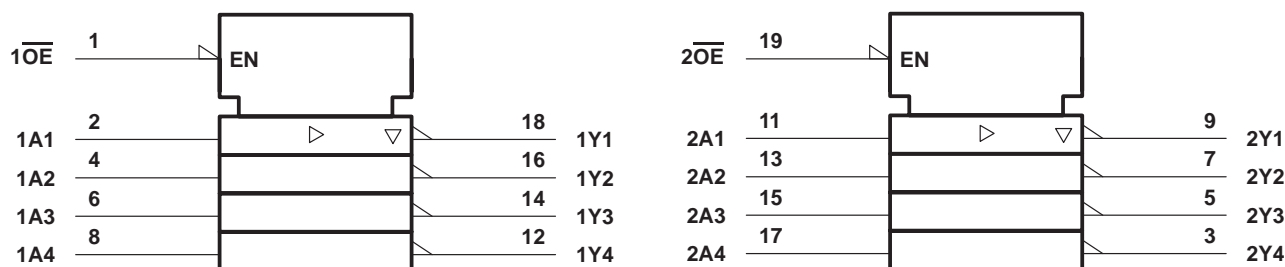 1OE 1 EN
1A1 2 18 1Y1
1A2 4 16 1Y2
1A3 6 14 1Y3
1A4 8 12 1Y4
2OE 19 EN
2A1 11 9 2Y1
2A2 13 7 2Y2
2A3 15 5 2Y3
2A4 17 3 2Y4